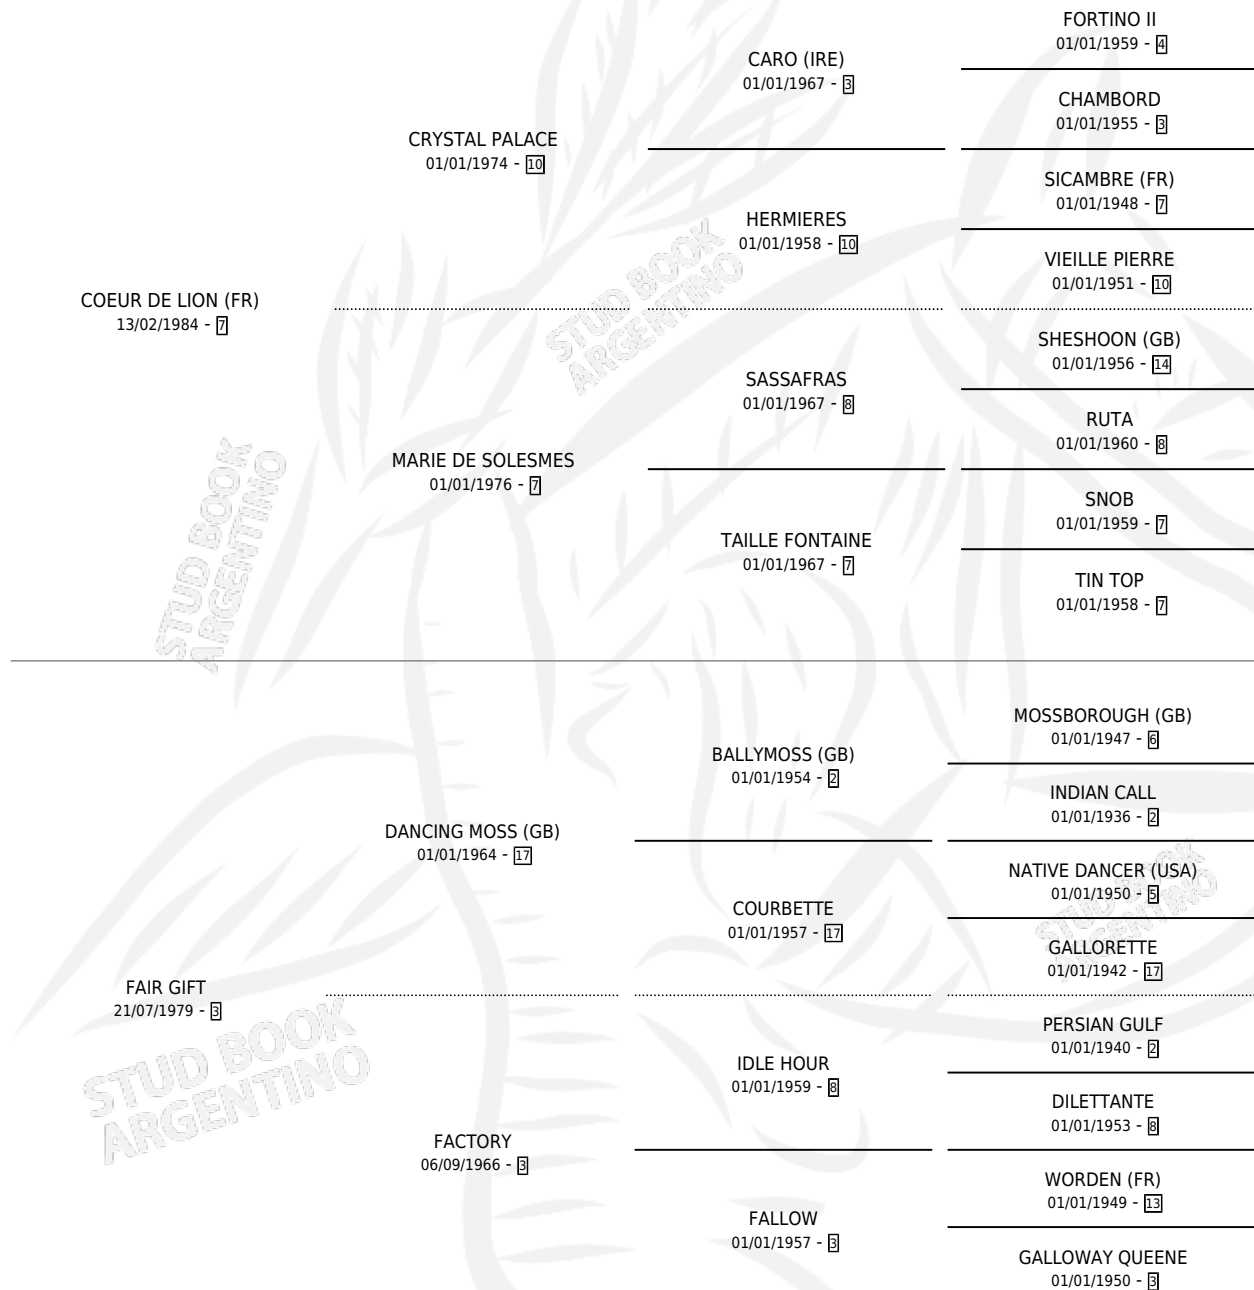 FORTINO II
01/01/1959 - 4
CARO (IRE)
01/01/1967 - 3
CHAMBORD
01/01/1955 - 3
CRYSTAL PALACE
01/01/1974 - 10
SICAMBRE (FR)
01/01/1948 - 7
HERMIERES
01/01/1958 - 10
VIEILLE PIERRE
01/01/1951 - 10
COEUR DE LION (FR)
13/02/1984 - 7
STUD BOOK
ARGENTINO
SHESHOON (GB)
01/01/1956 - 14
SASSAFRAS
01/01/1967 - 8
RUTA
01/01/1960 - 8
MARIE DE SOLESMES
01/01/1976 - 7
SNOB
01/01/1959 - 7
TAILLE FONTAINE
01/01/1967 - 7
TIN TOP
01/01/1958 - 7
STUD BOOK
ARGENTINO
MOSSBOROUGH (GB)
01/01/1947 - 6
BALLYMOSS (GB)
01/01/1954 - 2
INDIAN CALL
01/01/1936 - 2
DANCING MOSS (GB)
01/01/1964 - 17
NATIVE DANCER (USA)
01/01/1950 - 5
COURBETTE
01/01/1957 - 17
GALLORETTE
01/01/1942 - 17
STUD BOOK
ARGENTINO
FAIR GIFT
21/07/1979 - 3
PERSIAN GULF
01/01/1940 - 2
IDLE HOUR
01/01/1959 - 8
DILETTANTE
01/01/1953 - 8
STUD BOOK
ARGENTINO
FACTORY
06/09/1966 - 3
WORDEN (FR)
01/01/1949 - 13
FALLOW
01/01/1957 - 3
GALLOWAY QUEENE
01/01/1950 - 3